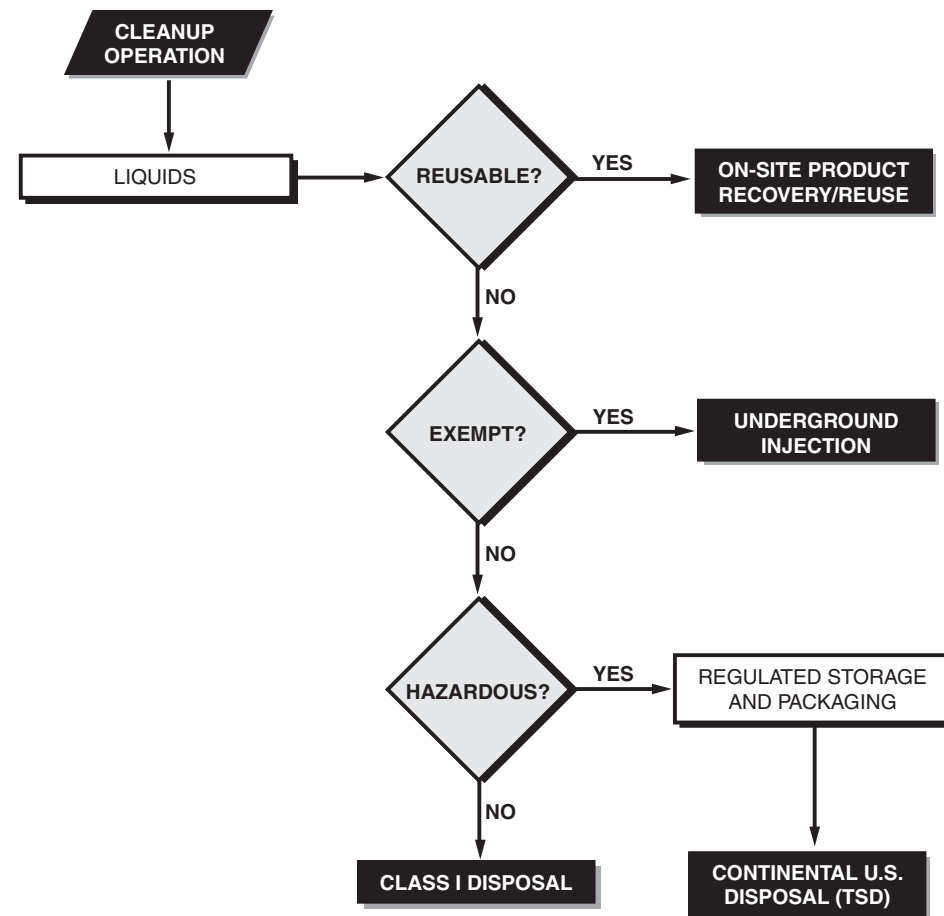 CLEANUP
OPERATION
LIQUIDS
REUSABLE?
YES
ON-SITE PRODUCT
RECOVERY/REUSE
NO
EXEMPT?
YES
UNDERGROUND
INJECTION
NO
HAZARDOUS?
YES
REGULATED STORAGE
AND PACKAGING
NO
CLASS I DISPOSAL
CONTINENTAL U.S.
DISPOSAL (TSD)